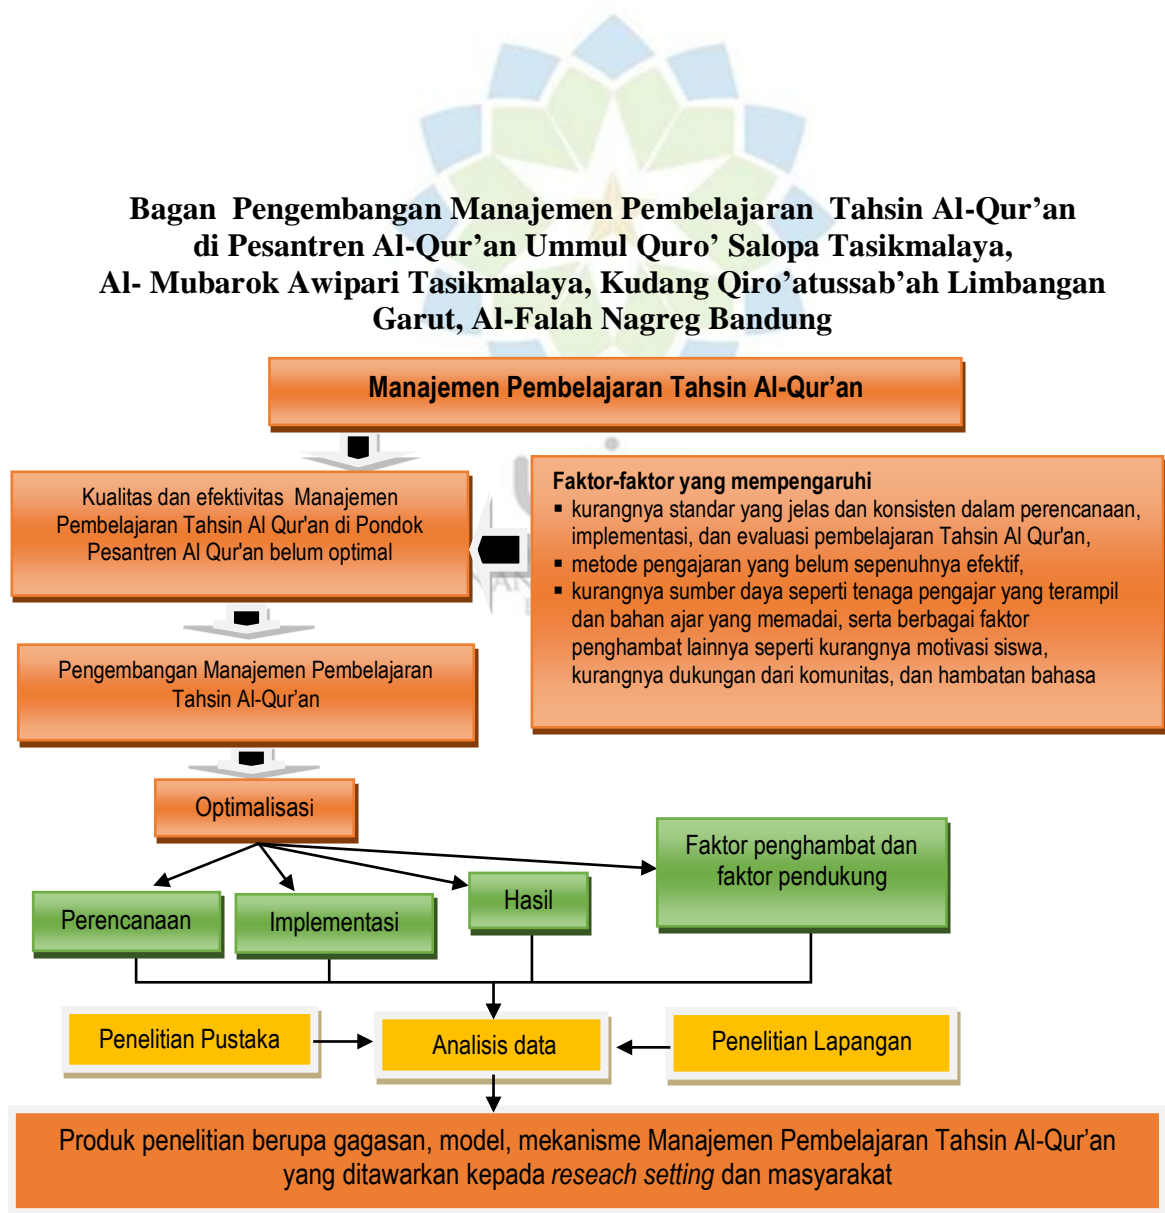 Bagan Pengembangan Manajemen Pembelajaran Tahsin Al-Qur’an
di Pesantren Al-Qur’an Ummul Quro’ Salopa Tasikmalaya,
Al- Mubarok Awipari Tasikmalaya, Kudang Qiro’atussab’ah Limbangan
Garut, Al-Falah Nagreg Bandung
Manajemen Pembelajaran Tahsin Al-Qur’an
Kualitas dan efektivitas Manajemen
Pembelajaran Tahsin Al Qur'an di Pondok
Pesantren Al Qur'an belum optimal
Faktor-faktor yang mempengaruhi
▪ kurangnya standar yang jelas dan konsisten dalam perencanaan,
implementasi, dan evaluasi pembelajaran Tahsin Al Qur'an,
▪ metode pengajaran yang belum sepenuhnya efektif,
▪ kurangnya sumber daya seperti tenaga pengajar yang terampil
dan bahan ajar yang memadai, serta berbagai faktor
penghambat lainnya seperti kurangnya motivasi siswa,
kurangnya dukungan dari komunitas, dan hambatan bahasa
Pengembangan Manajemen Pembelajaran
Tahsin Al-Qur’an
Optimalisasi
Perencanaan
Implementasi
Hasil
Faktor penghambat dan
faktor pendukung
Penelitian Pustaka
Analisis data
Penelitian Lapangan
Produk penelitian berupa gagasan, model, mekanisme Manajemen Pembelajaran Tahsin Al-Qur’an
yang ditawarkan kepada reseach setting dan masyarakat